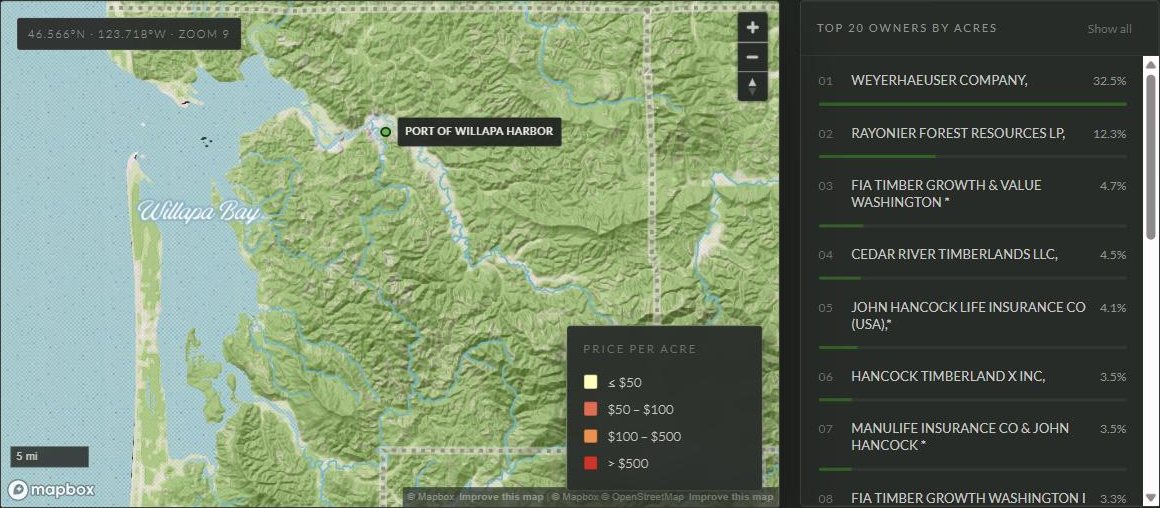 46.566°N · 123.718°W · ZOOM 9
PORT OF WILLAPA HARBOR
Willapa Bay
PRICE PER ACRE
≤ $50
$50 – $100
$100 – $500
> $500
5 mi
mapbox
© Mapbox Improve this map | © Mapbox © OpenStreetMap Improve this map
TOP 20 OWNERS BY ACRES Show all
01 WEYERHAEUSER COMPANY, 32.5%
02 RAYONIER FOREST RESOURCES LP, 12.3%
03 FIA TIMBER GROWTH & VALUE 4.7%
WASHINGTON *
04 CEDAR RIVER TIMBERLANDS LLC, 4.5%
05 JOHN HANCOCK LIFE INSURANCE CO 4.1%
(USA),*
06 HANCOCK TIMBERLAND X INC, 3.5%
07 MANULIFE INSURANCE CO & JOHN 3.5%
HANCOCK *
08 FIA TIMBER GROWTH WASHINGTON I 3.3%